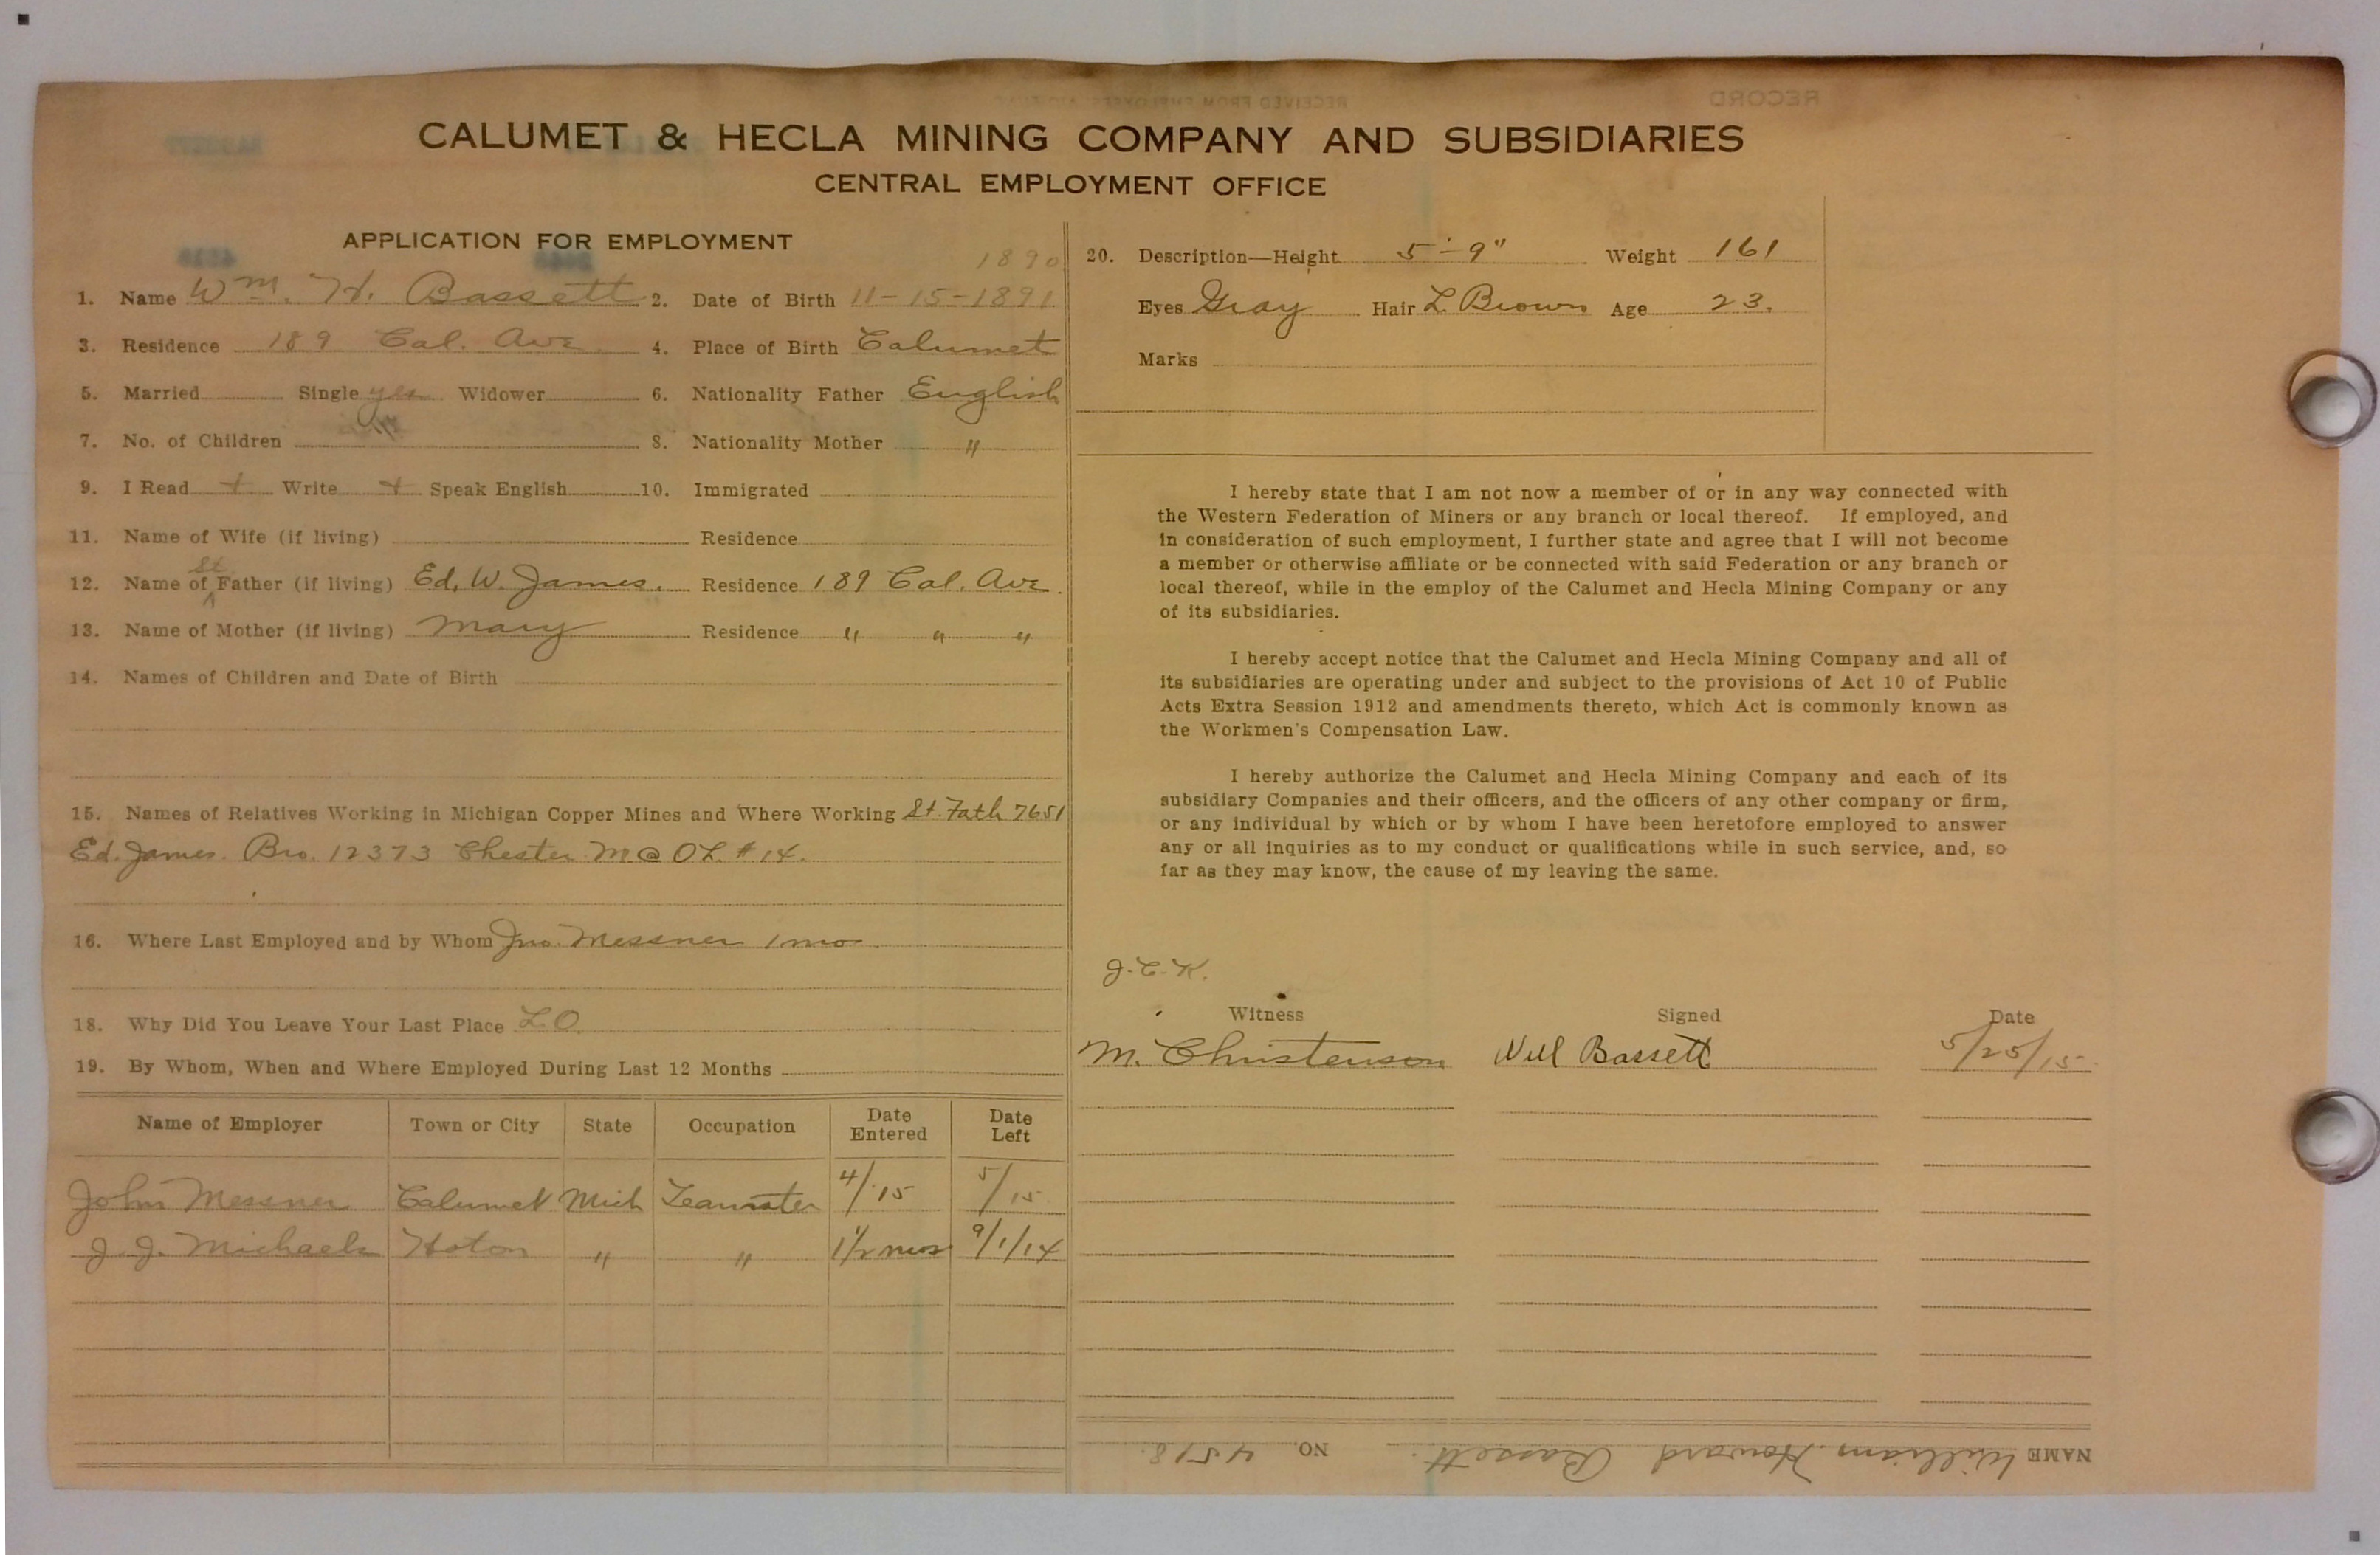 CALUMET & HECLA MINING COMPANY AND SUBSIDIARIES
CENTRAL EMPLOYMENT OFFICE
APPLICATION FOR EMPLOYMENT
1890
1. Name Wm. H. Bassett 2. Date of Birth 11-15-1891
3. Residence 189 Cal. Ave 4. Place of Birth Calumet
5. Married Single yes Widower 6. Nationality Father English
7. No. of Children 8. Nationality Mother "
9. I Read + Write + Speak English 10. Immigrated
11. Name of Wife (if living) Residence
St
12. Name of ^ Father (if living) Ed. W. James. Residence 189 Cal. Ave.
13. Name of Mother (if living) Mary Residence " " "
14. Names of Children and Date of Birth
15. Names of Relatives Working in Michigan Copper Mines and Where Working St. Fath 7651
Ed. James. Bro. 12373 Chester M@OL #14.
16. Where Last Employed and by Whom Jno. Messner 1 mo.
18. Why Did You Leave Your Last Place L.O.
19. By Whom, When and Where Employed During Last 12 Months
Name of Employer Town or City State Occupation Date Entered Date Left
John Messner Calumet Mich Teamster 4/15 5/15
J. J. Michaels Hoton " " 1½ mos 9/1/14
20. Description—Height 5'-9" Weight 161
Eyes Gray Hair L. Brown Age 23.
Marks
I hereby state that I am not now a member of or in any way connected with
the Western Federation of Miners or any branch or local thereof. If employed, and
in consideration of such employment, I further state and agree that I will not become
a member or otherwise affiliate or be connected with said Federation or any branch or
local thereof, while in the employ of the Calumet and Hecla Mining Company or any
of its subsidiaries.
I hereby accept notice that the Calumet and Hecla Mining Company and all of
its subsidiaries are operating under and subject to the provisions of Act 10 of Public
Acts Extra Session 1912 and amendments thereto, which Act is commonly known as
the Workmen's Compensation Law.
I hereby authorize the Calumet and Hecla Mining Company and each of its
subsidiary Companies and their officers, and the officers of any other company or firm,
or any individual by which or by whom I have been heretofore employed to answer
any or all inquiries as to my conduct or qualifications while in such service, and, so
far as they may know, the cause of my leaving the same.
J.C.K.
Witness Signed Date
M. Christenson Will Bassett 5/25/15
NAME William Howard Bassett. NO. 4518